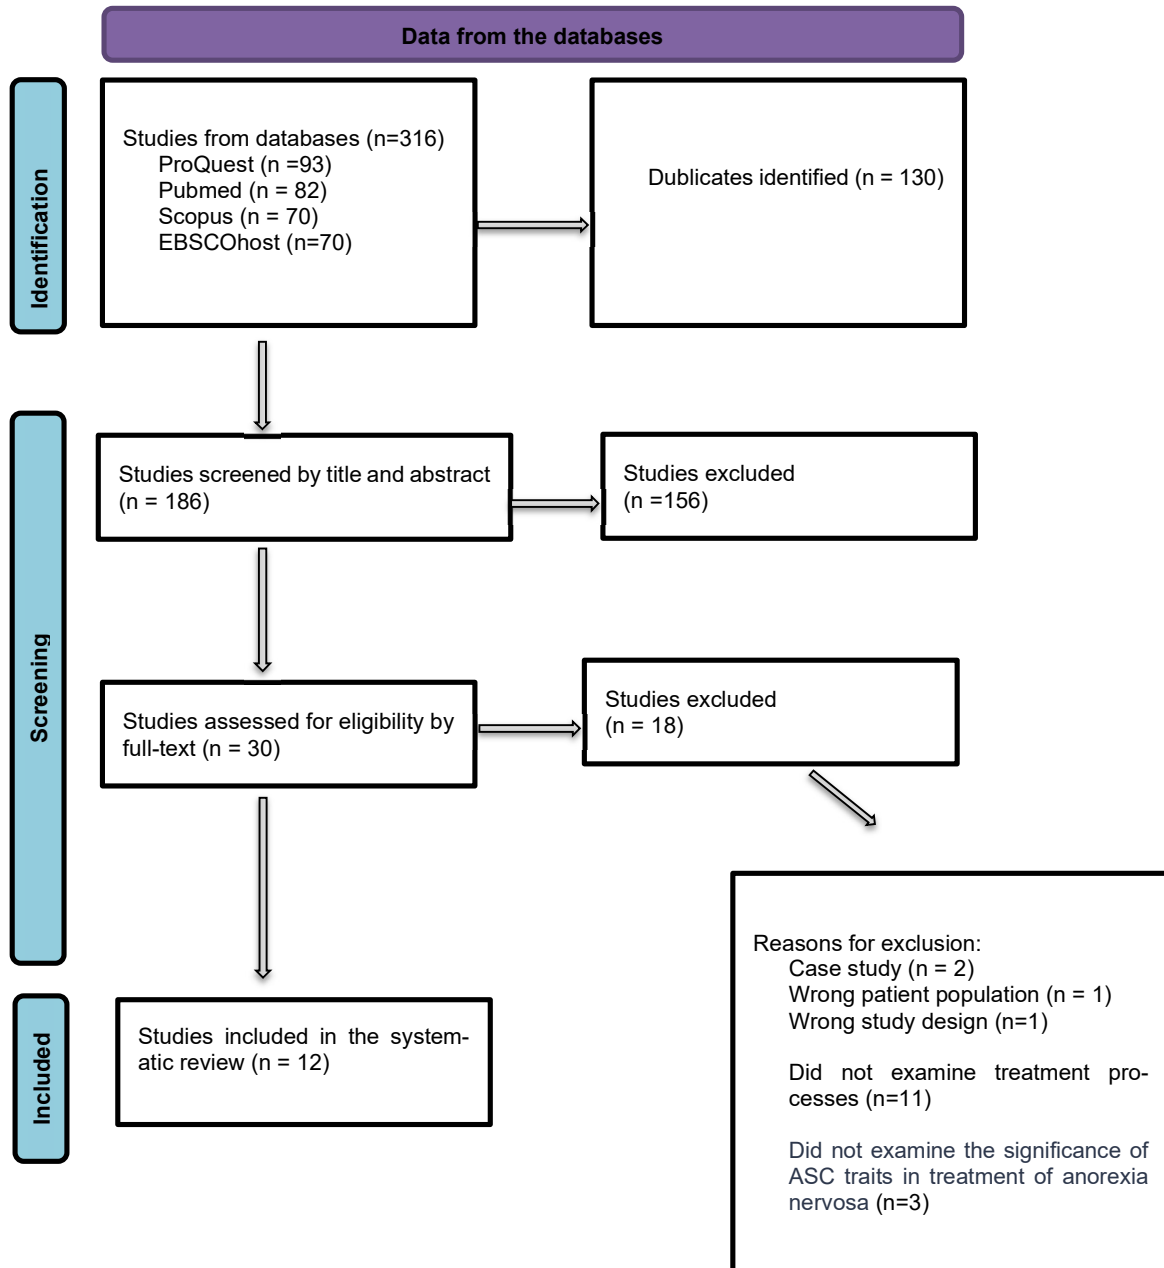 Data from the databases
Identification
Studies from databases (n=316)
ProQuest (n =93)
Pubmed (n = 82)
Scopus (n = 70)
EBSCOhost (n=70)
Dublicates identified (n = 130)
Screening
Studies screened by title and abstract
(n = 186)
Studies excluded
(n =156)
Studies assessed for eligibility by
full-text (n = 30)
Studies excluded
(n = 18)
Reasons for exclusion:
Case study (n = 2)
Wrong patient population (n = 1)
Wrong study design (n=1)
Did not examine treatment pro-
cesses (n=11)
Did not examine the significance of
ASC traits in treatment of anorexia
nervosa (n=3)
Included
Studies included in the system-
atic review (n = 12)